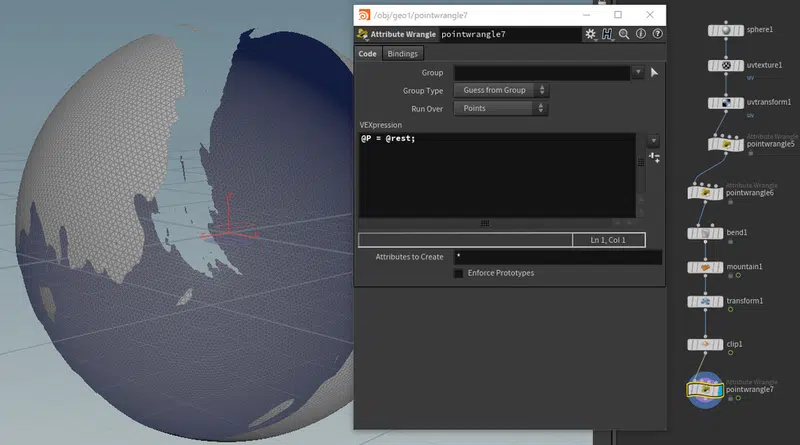 /obj/geo1/pointwrangle7
Attribute Wrangle pointwrangle7
Code Bindings
Group
Group Type Guess from Group
Run Over Points
VEXpression
@P = @rest;
Ln 1, Col 1
Attributes to Create *
Enforce Prototypes
sphere1
uvtexture1
uv
uvtransform1
uv
Attribute Wrangle
pointwrangle5
Attribute Wrangle
pointwrangle6
bend1
mountain1
transform1
clip1
Attribute Wrangle
pointwrangle7